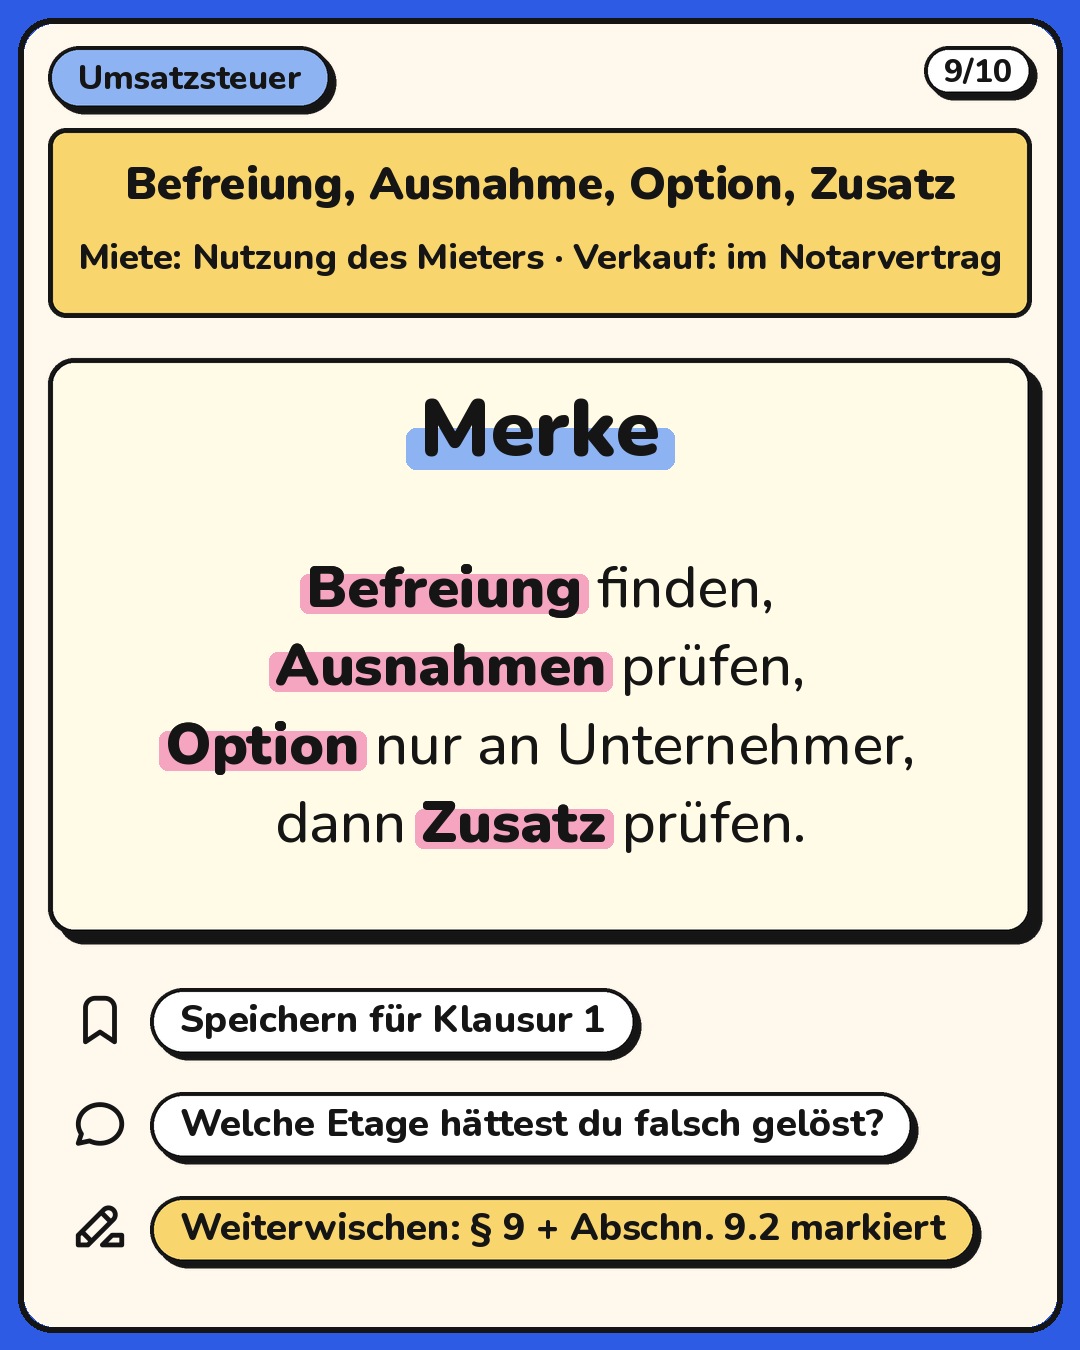 Umsatzsteuer
9/10
Befreiung, Ausnahme, Option, Zusatz
Miete: Nutzung des Mieters · Verkauf: im Notarvertrag
Merke
Befreiung finden,
Ausnahmen prüfen,
Option nur an Unternehmer,
dann Zusatz prüfen.
Speichern für Klausur 1
Welche Etage hättest du falsch gelöst?
Weiterwischen: § 9 + Abschn. 9.2 markiert